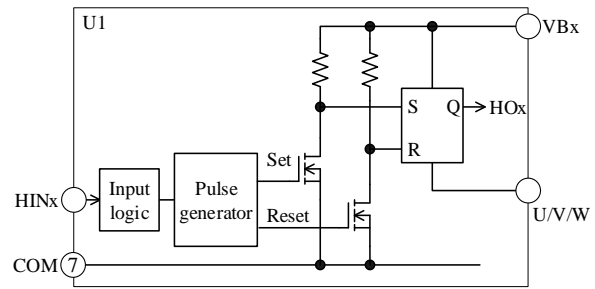 U1
VBx
S
Q
HOx
R
Set
HINx
Input
logic
Pulse
generator
Reset
U/V/W
COM
7